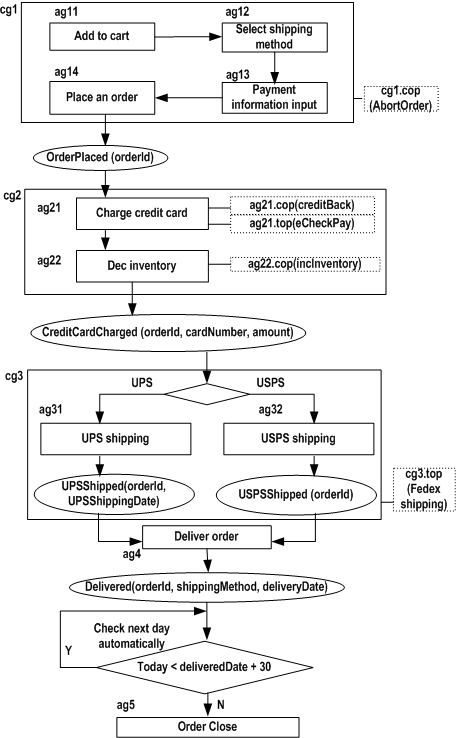 cg1
ag11
ag12
Add to cart
Select shipping
method
ag14
ag13
Place an order
Payment
information input
cg1.cop
(AbortOrder)
OrderPlaced (orderId)
cg2
ag21
Charge credit card
ag21.cop(creditBack)
ag21.top(eCheckPay)
ag22
Dec inventory
ag22.cop(incInventory)
CreditCardCharged (orderId, cardNumber, amount)
cg3
UPS
USPS
ag31
ag32
UPS shipping
USPS shipping
UPSShipped(orderId,
UPSShippingDate)
USPSShipped (orderId)
cg3.top
(Fedex
shipping)
Deliver order
ag4
Delivered(orderId, shippingMethod, deliveryDate)
Check next day
automatically
Y
Today < deliveredDate + 30
N
ag5
Order Close